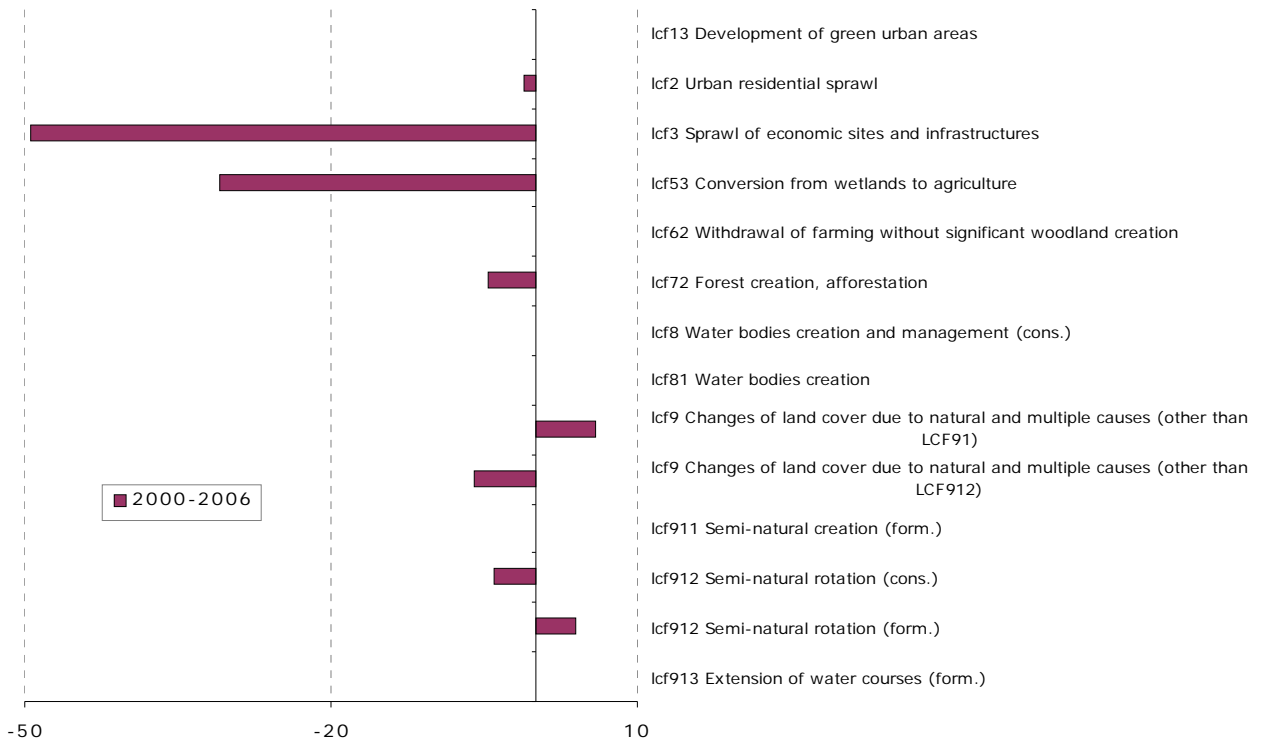 lcf13 Development of green urban areas
lcf2 Urban residential sprawl
lcf3 Sprawl of economic sites and infrastructures
lcf53 Conversion from wetlands to agriculture
lcf62 Withdrawal of farming without significant woodland creation
lcf72 Forest creation, afforestation
lcf8 Water bodies creation and management (cons.)
lcf81 Water bodies creation
lcf9 Changes of land cover due to natural and multiple causes (other than
LCF91)
lcf9 Changes of land cover due to natural and multiple causes (other than
LCF912)
2000-2006
lcf911 Semi-natural creation (form.)
lcf912 Semi-natural rotation (cons.)
lcf912 Semi-natural rotation (form.)
lcf913 Extension of water courses (form.)
-50 -20 10